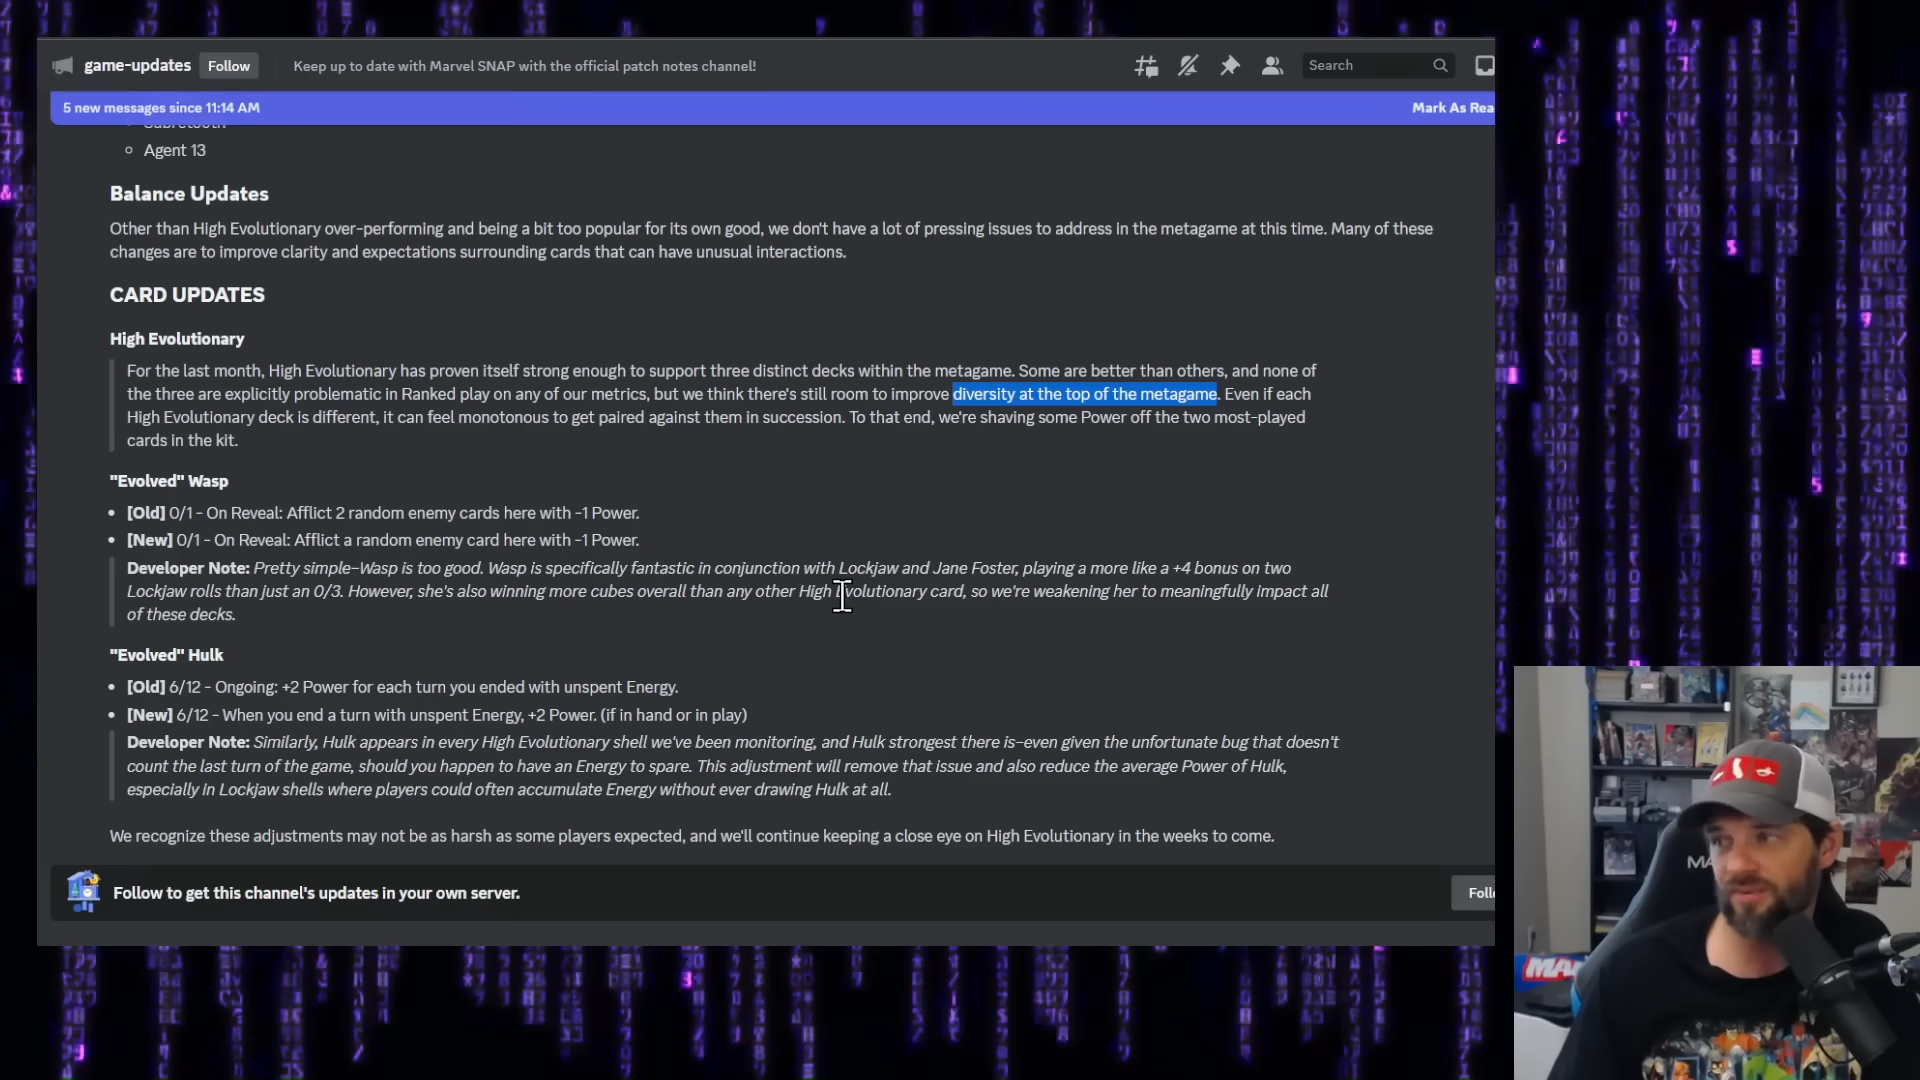 game-updates
Follow
Keep up to date with Marvel SNAP with the official patch notes channel!
Search
5 new messages since 11:14 AM
Mark As Rea
Agent 13
Balance Updates
Other than High Evolutionary over-performing and being a bit too popular for its own good, we don't have a lot of pressing issues to address in the metagame at this time. Many of these
changes are to improve clarity and expectations surrounding cards that can have unusual interactions.
CARD UPDATES
High Evolutionary
For the last month, High Evolutionary has proven itself strong enough to support three distinct decks within the metagame. Some are better than others, and none of
the three are explicitly problematic in Ranked play on any of our metrics, but we think there's still room to improve diversity at the top of the metagame. Even if each
High Evolutionary deck is different, it can feel monotonous to get paired against them in succession. To that end, we're shaving some Power off the two most-played
cards in the kit.
"Evolved" Wasp
• [Old] 0/1 - On Reveal: Afflict 2 random enemy cards here with -1 Power.
• [New] 0/1 - On Reveal: Afflict a random enemy card here with -1 Power.
Developer Note: Pretty simple–Wasp is too good. Wasp is specifically fantastic in conjunction with Lockjaw and Jane Foster, playing a more like a +4 bonus on two
Lockjaw rolls than just an 0/3. However, she's also winning more cubes overall than any other High Evolutionary card, so we're weakening her to meaningfully impact all
of these decks.
"Evolved" Hulk
• [Old] 6/12 - Ongoing: +2 Power for each turn you ended with unspent Energy.
• [New] 6/12 - When you end a turn with unspent Energy, +2 Power. (if in hand or in play)
Developer Note: Similarly, Hulk appears in every High Evolutionary shell we've been monitoring, and Hulk strongest there is–even given the unfortunate bug that doesn't
count the last turn of the game, should you happen to have an Energy to spare. This adjustment will remove that issue and also reduce the average Power of Hulk,
especially in Lockjaw shells where players could often accumulate Energy without ever drawing Hulk at all.
We recognize these adjustments may not be as harsh as some players expected, and we'll continue keeping a close eye on High Evolutionary in the weeks to come.
Follow to get this channel's updates in your own server.
Foll